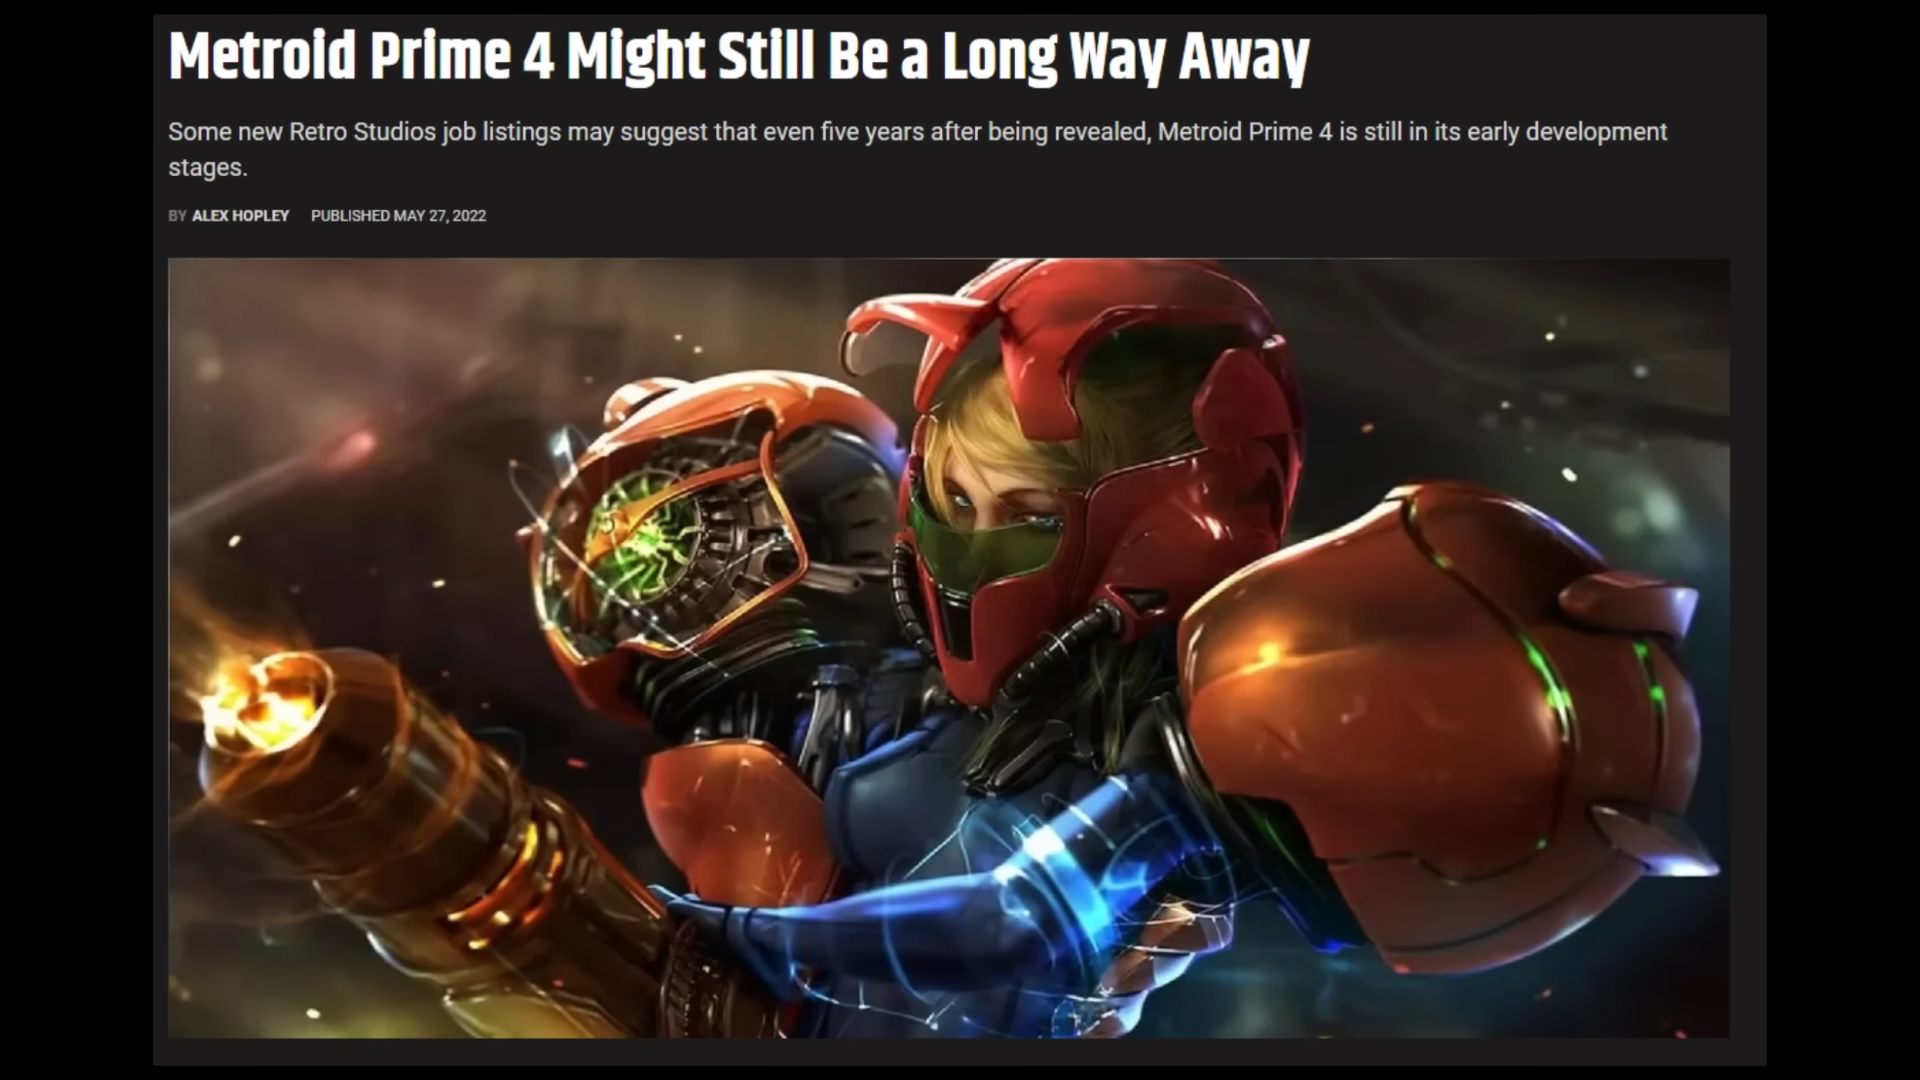 Metroid Prime 4 Might Still Be a Long Way Away
Some new Retro Studios job listings may suggest that even five years after being revealed, Metroid Prime 4 is still in its early development
stages.
BY ALEX HOPLEY PUBLISHED MAY 27, 2022